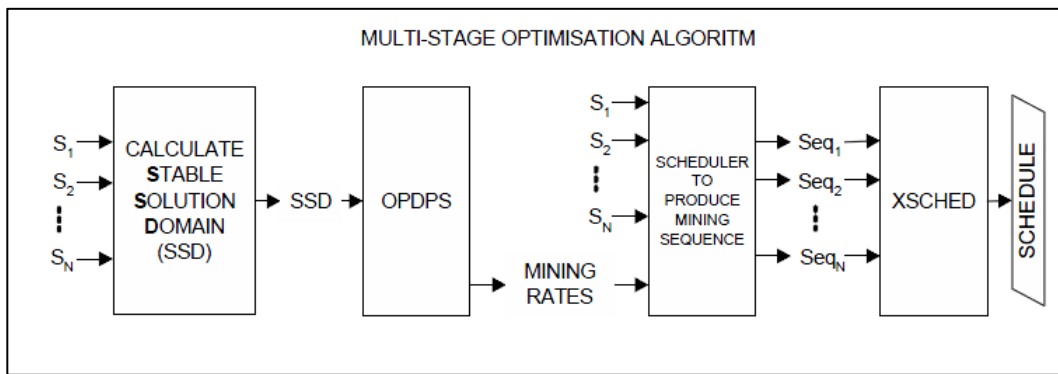 MULTI-STAGE OPTIMISATION ALGORITM
S1
S2
SN
CALCULATE
STABLE
SOLUTION
DOMAIN
(SSD)
SSD
OPDPS
MINING
RATES
S1
S2
SN
SCHEDULER
TO
PRODUCE
MINING
SEQUENCE
Seq1
Seq2
SeqN
XSCHED
SCHEDULE